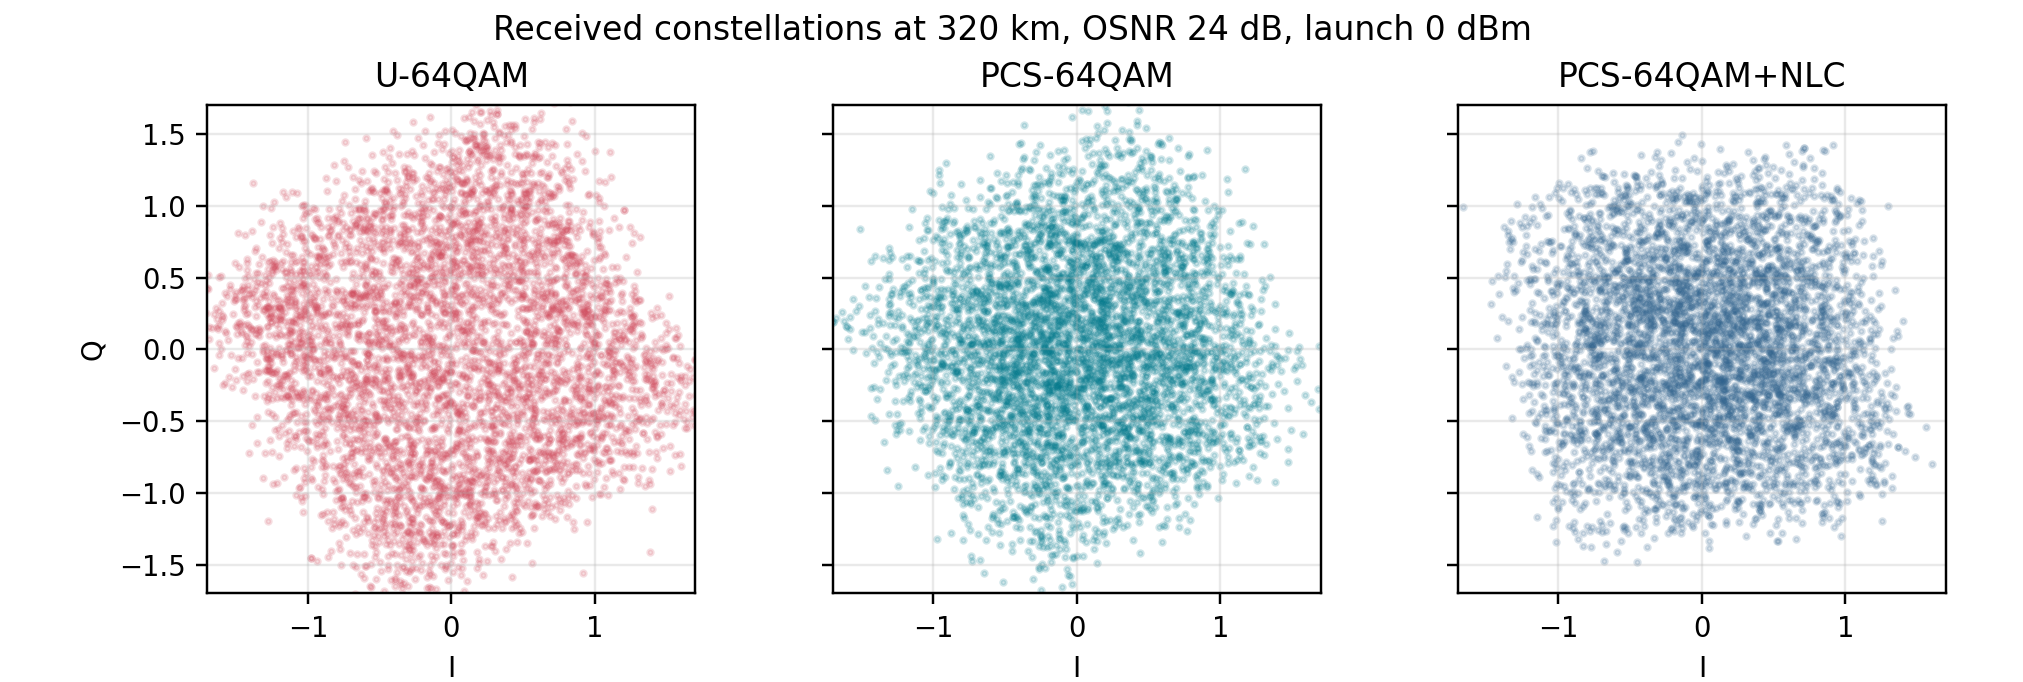 Received constellations at 320 km, OSNR 24 dB, launch 0 dBm
U-64QAM
PCS-64QAM
PCS-64QAM+NLC
Q
1.5
1.0
0.5
0.0
−0.5
−1.0
−1.5
−1 0 1
−1 0 1
−1 0 1
I
I
I